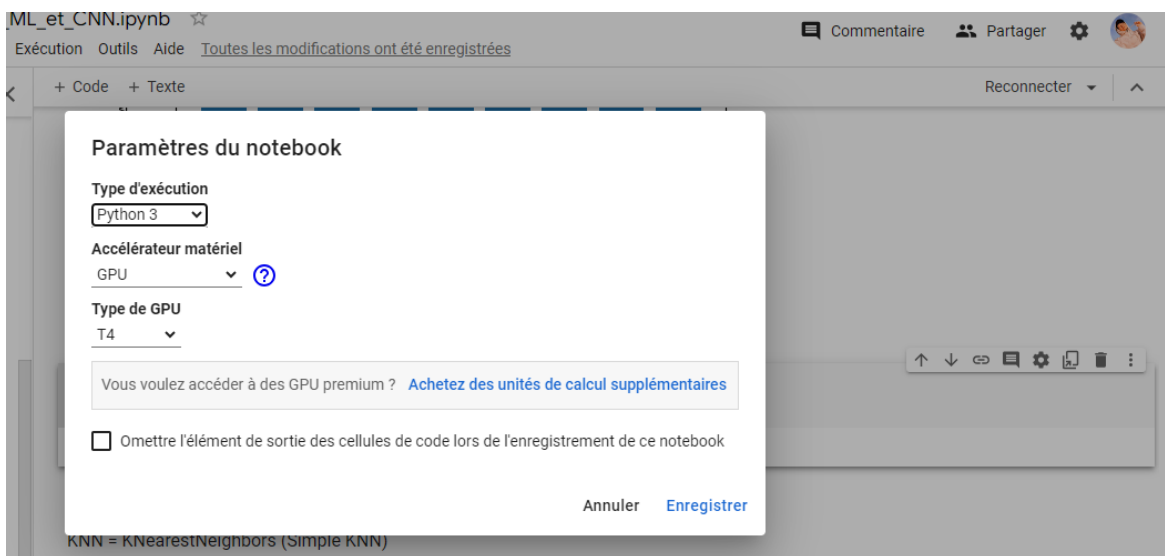 _ML_et_CNN.ipynb
Commentaire
Partager
Exécution Outils Aide Toutes les modifications ont été enregistrées
+ Code + Texte
Reconnecter
Paramètres du notebook
Type d'exécution
Python 3
Accélérateur matériel
GPU
?
Type de GPU
T4
Vous voulez accéder à des GPU premium ? Achetez des unités de calcul supplémentaires
Omettre l'élément de sortie des cellules de code lors de l'enregistrement de ce notebook
Annuler Enregistrer
KNN = KNearestNeighbors (Simple KNN)